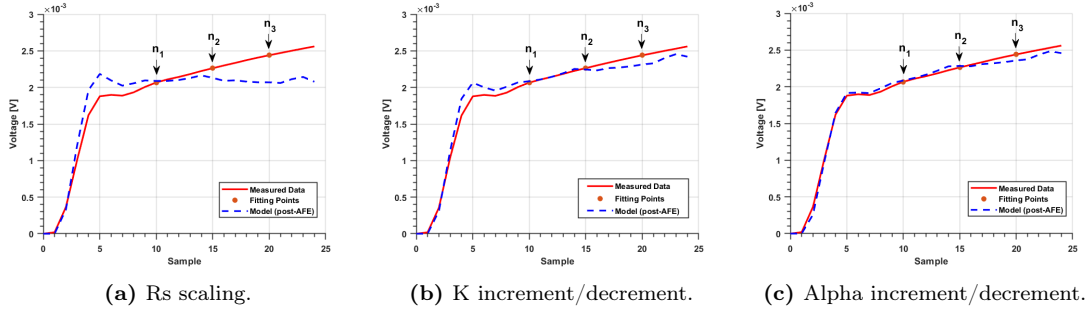 ×10⁻³
3
2.5
2
1.5
1
0.5
0
0 5 10 15 20 25
Voltage [V]
Sample
n₁
n₂
n₃
Measured Data
Fitting Points
Model (post-AFE)
(a) Rs scaling.
×10⁻³
3
2.5
2
1.5
1
0.5
0
0 5 10 15 20 25
Voltage [V]
Sample
n₁
n₂
n₃
Measured Data
Fitting Points
Model (post-AFE)
(b) K increment/decrement.
×10⁻³
3
2.5
2
1.5
1
0.5
0
0 5 10 15 20 25
Voltage [V]
Sample
n₁
n₂
n₃
Measured Data
Fitting Points
Model (post-AFE)
(c) Alpha increment/decrement.